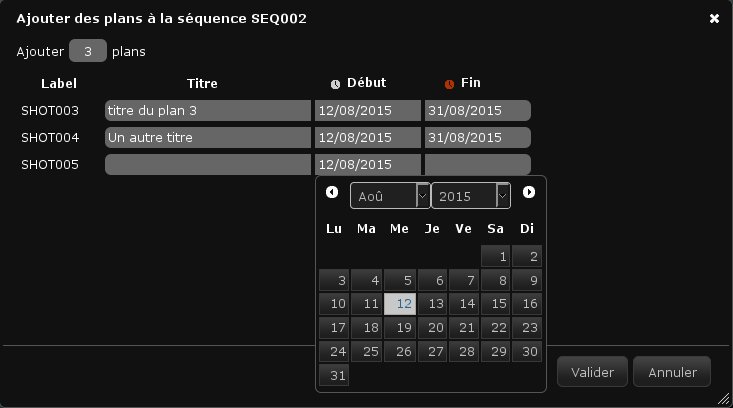 Ajouter des plans à la séquence SEQ002
Ajouter 3 plans
Label Titre Début Fin
SHOT003 titre du plan 3 12/08/2015 31/08/2015
SHOT004 Un autre titre 12/08/2015 31/08/2015
SHOT005 12/08/2015
Aoû 2015
Lu Ma Me Je Ve Sa Di
1 2
3 4 5 6 7 8 9
10 11 12 13 14 15 16
17 18 19 20 21 22 23
24 25 26 27 28 29 30
31
Valider Annuler